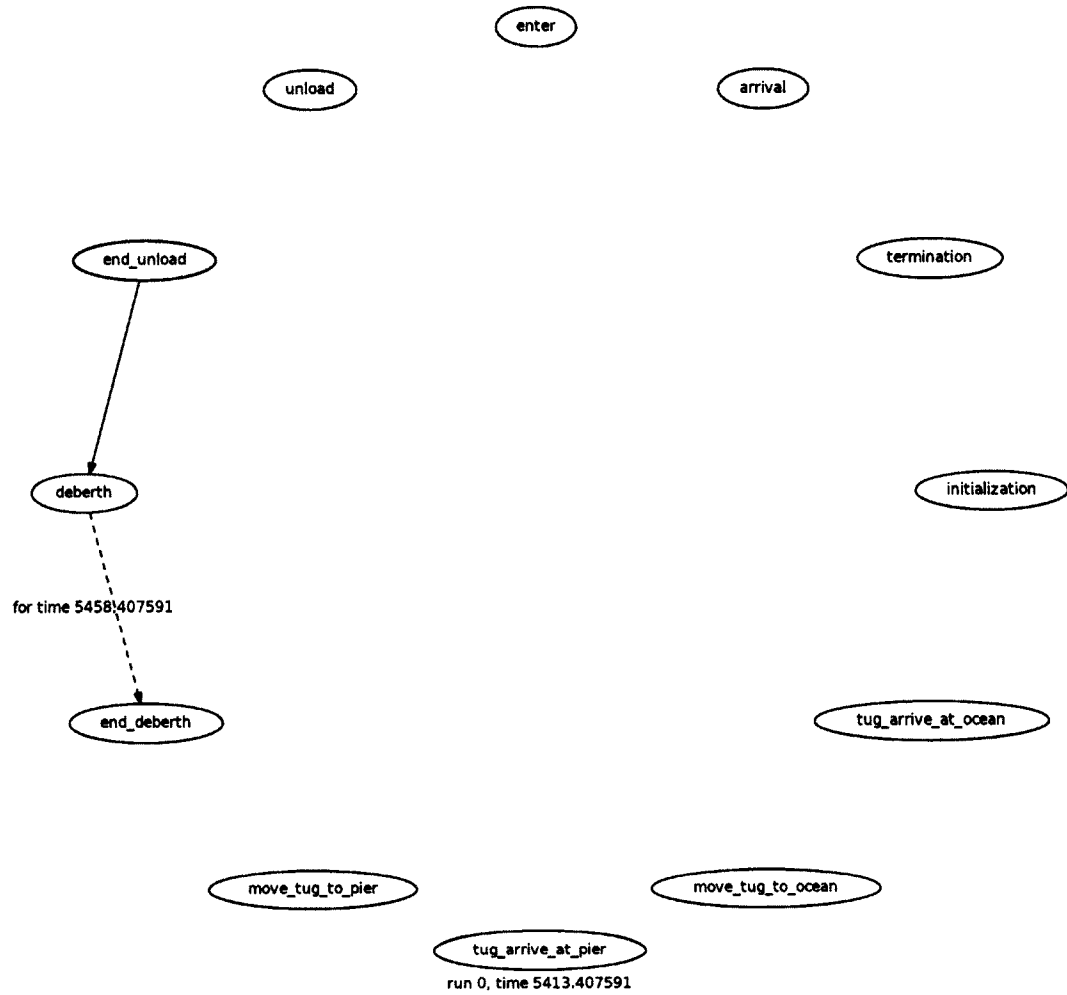 enter
unload
arrival
end_unload
termination
deberth
initialization
for time 5458.407591
end_deberth
tug_arrive_at_ocean
move_tug_to_pier
move_tug_to_ocean
tug_arrive_at_pier
run 0, time 5413.407591